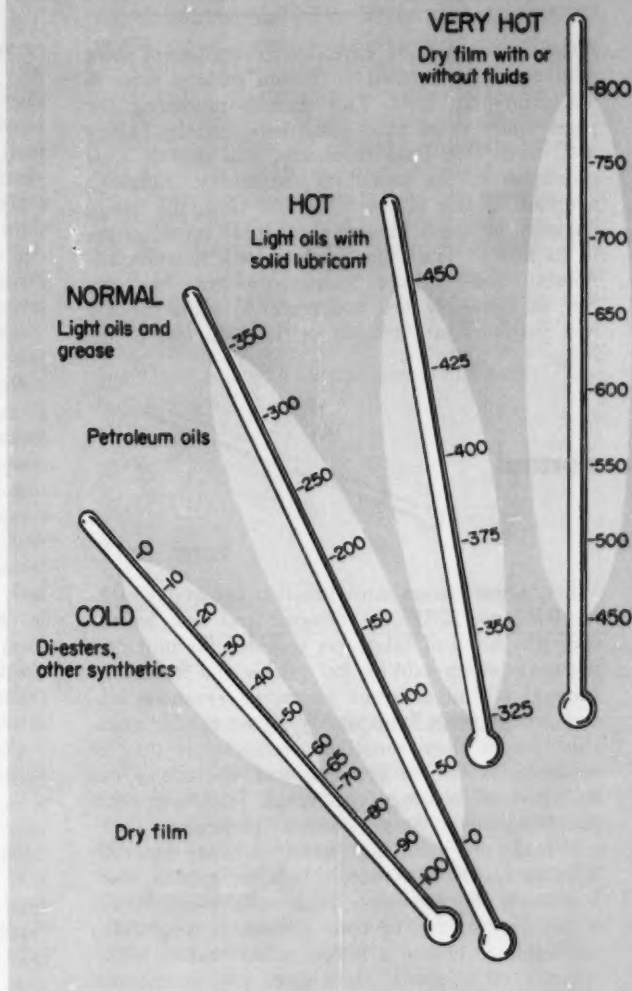 VERY HOT
Dry film with or
without fluids
-800
-750
-700
-650
-600
-550
-500
-450
HOT
Light oils with
solid lubricant
-450
-425
-400
-375
-350
-325
NORMAL
Light oils and
grease
Petroleum oils
-350
-300
-250
-200
-150
-100
-50
-0
COLD
Di-esters,
other synthetics
Dry film
-0
-10
-20
-30
-40
-50
-60
-65
-70
-80
-90
-100